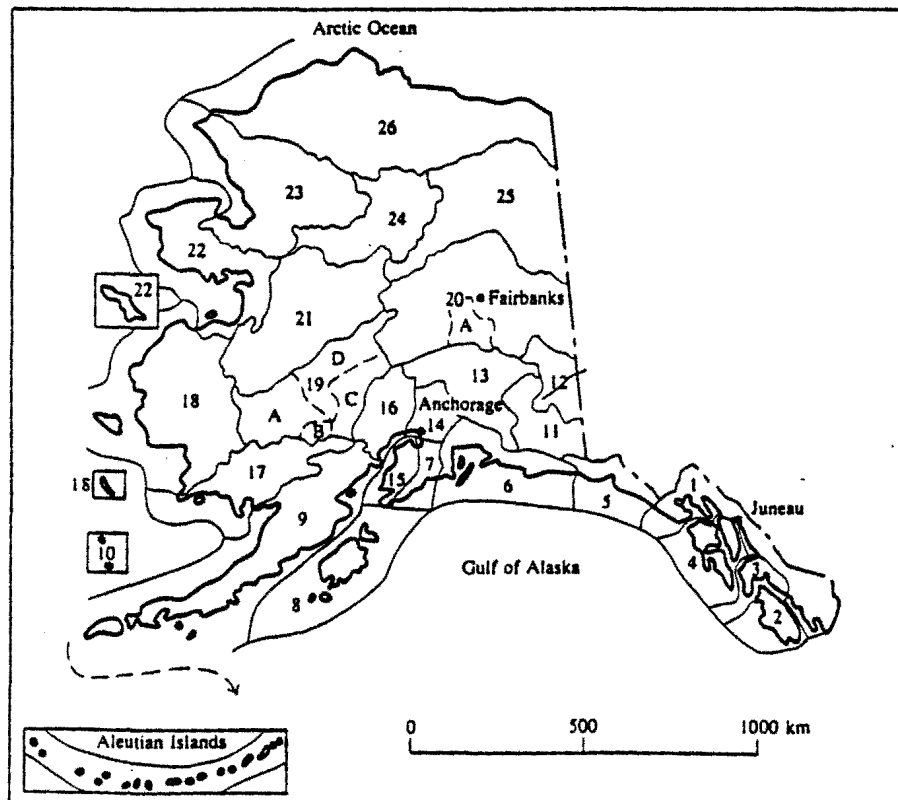 Arctic Ocean
26
23
25
24
22
22
20 Fairbanks
A
21
D
13
12
18
19
C
16
Anchorage
A
14
11
B
17
7
18
15
6
1
9
5
Juneau
10
4
3
Gulf of Alaska
8
2
0 500 1000 km
Aleutian Islands